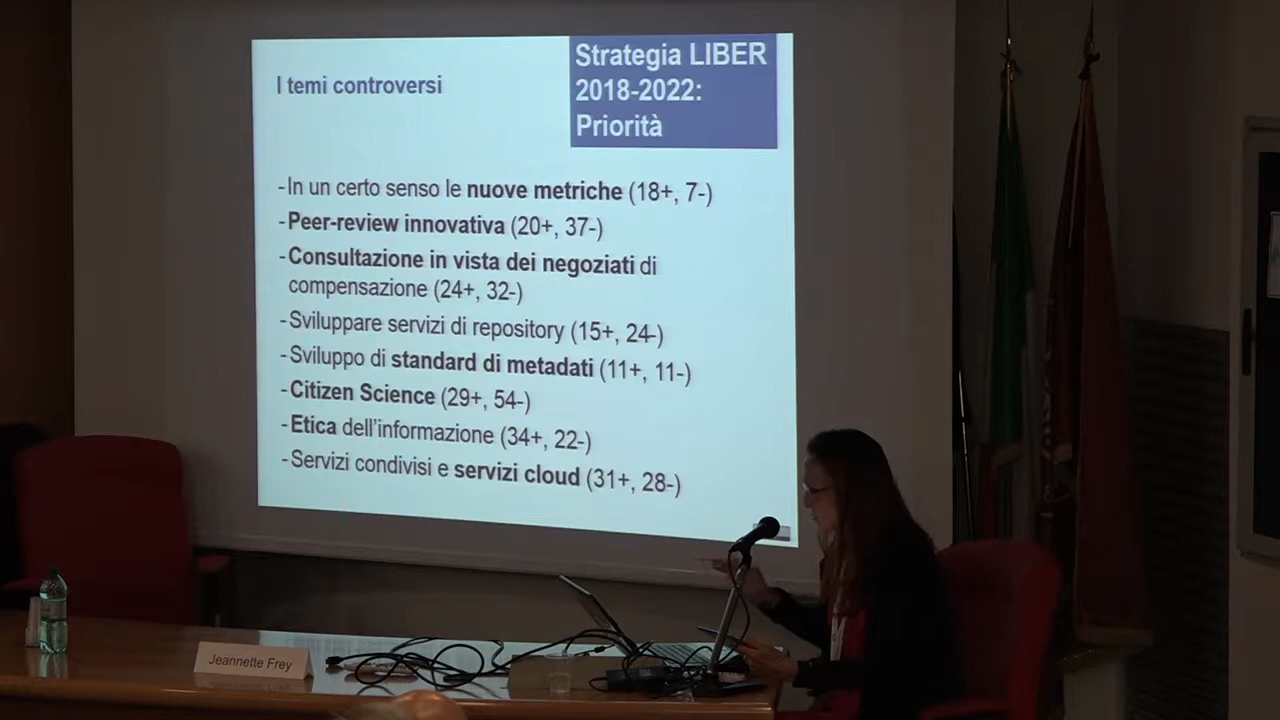 I temi controversi
Strategia LIBER
2018-2022:
Priorità
-In un certo senso le nuove metriche (18+, 7-)
-Peer-review innovativa (20+, 37-)
-Consultazione in vista dei negoziati di
compensazione (24+, 32-)
-Sviluppare servizi di repository (15+, 24-)
-Sviluppo di standard di metadati (11+, 11-)
-Citizen Science (29+, 54-)
-Etica dell'informazione (34+, 22-)
-Servizi condivisi e servizi cloud (31+, 28-)
Jeannette Frey